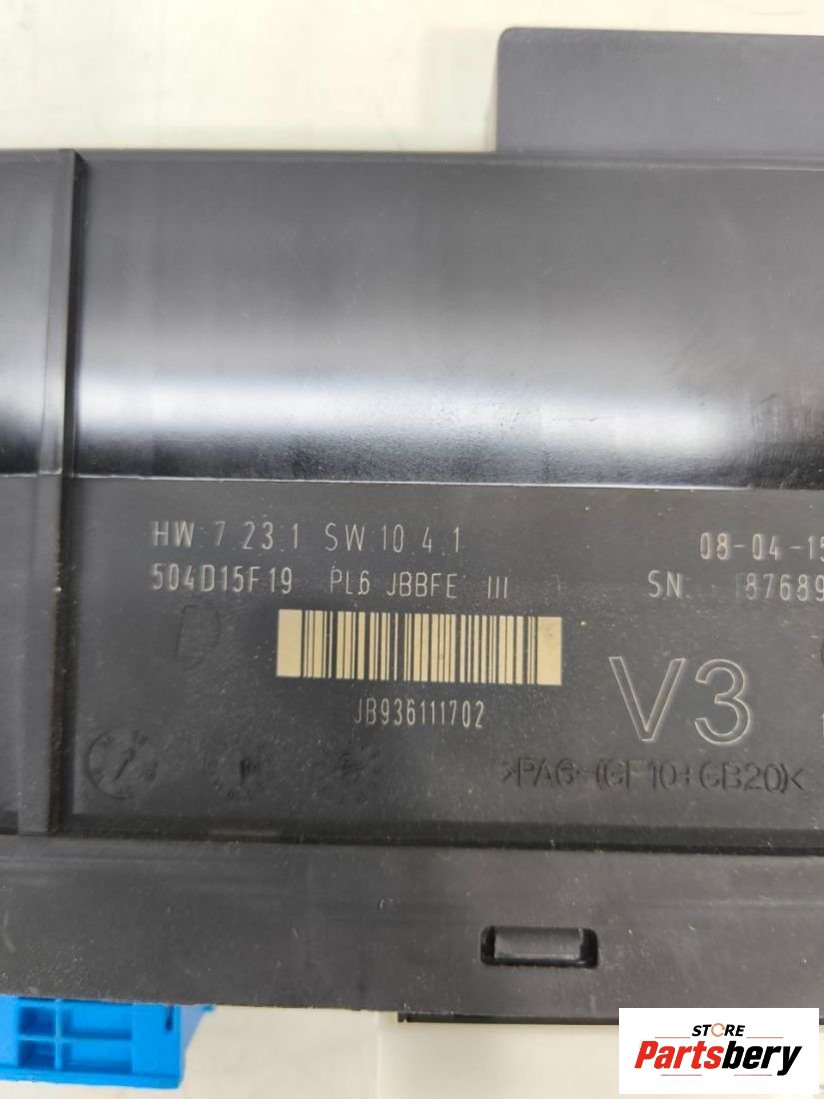 HW 7.23.1 SW 10.4.1 08-04-15
504D15F19 PL6 JBBFE III SN. 87689
JB936111702
V3
>PA6-(GF10+GB20)<
STORE
Partsbery